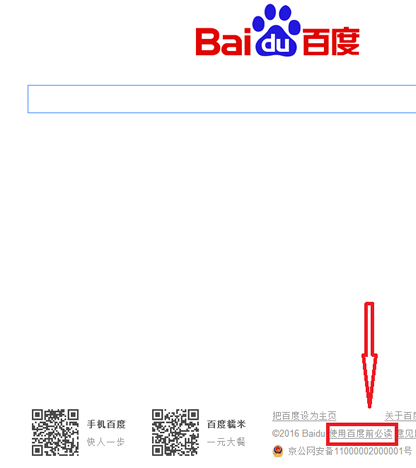 Bai du 百度
手机百度
快人一步
百度糯米
一元大餐
把百度设为主页 关于百
©2016 Baidu 使用百度前必读 意见
京公网安备11000002000001号